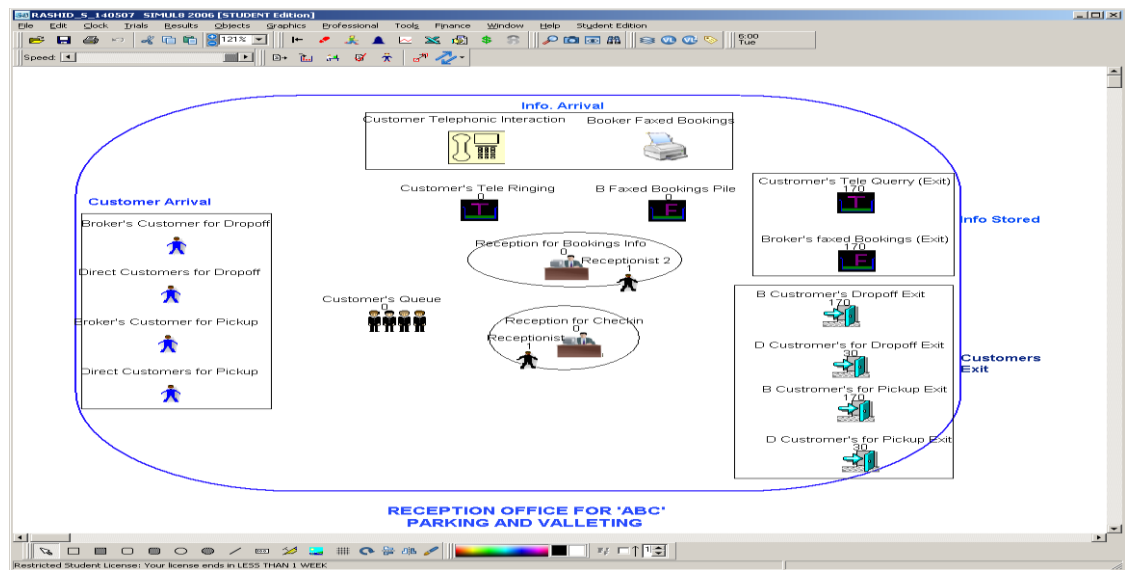 RASHID_S_140507 SIMUL8 2006 [STUDENT Edition]
File Edit Clock Trials Results Objects Graphics Professional Tools Finance Window Help Student Edition
121% 6:00
Tue
Speed:
Info. Arrival
Customer Telephonic Interaction Booker Faxed Bookings
Customer's Tele Ringing B Faxed Bookings Pile
0 0
T F
Custromer's Tele Querry (Exit)
170
T
Info Stored
Broker's faxed Bookings (Exit)
170
F
Customer Arrival
Broker's Customer for Dropoff
Direct Customers for Dropoff
Broker's Customer for Pickup
Direct Customers for Pickup
Reception for Bookings Info
0
Receptionist 2
1
Customer's Queue
0
Reception for Checkin
0
Receptionist
1
B Custromer's Dropoff Exit
170
D Customer's for Dropoff Exit
30
Customers
Exit
B Custromer's for Pickup Exit
170
D Custromer's for Pickup Exit
30
RECEPTION OFFICE FOR 'ABC'
PARKING AND VALLETING
1
Restricted Student License: Your license ends in LESS THAN 1 WEEK